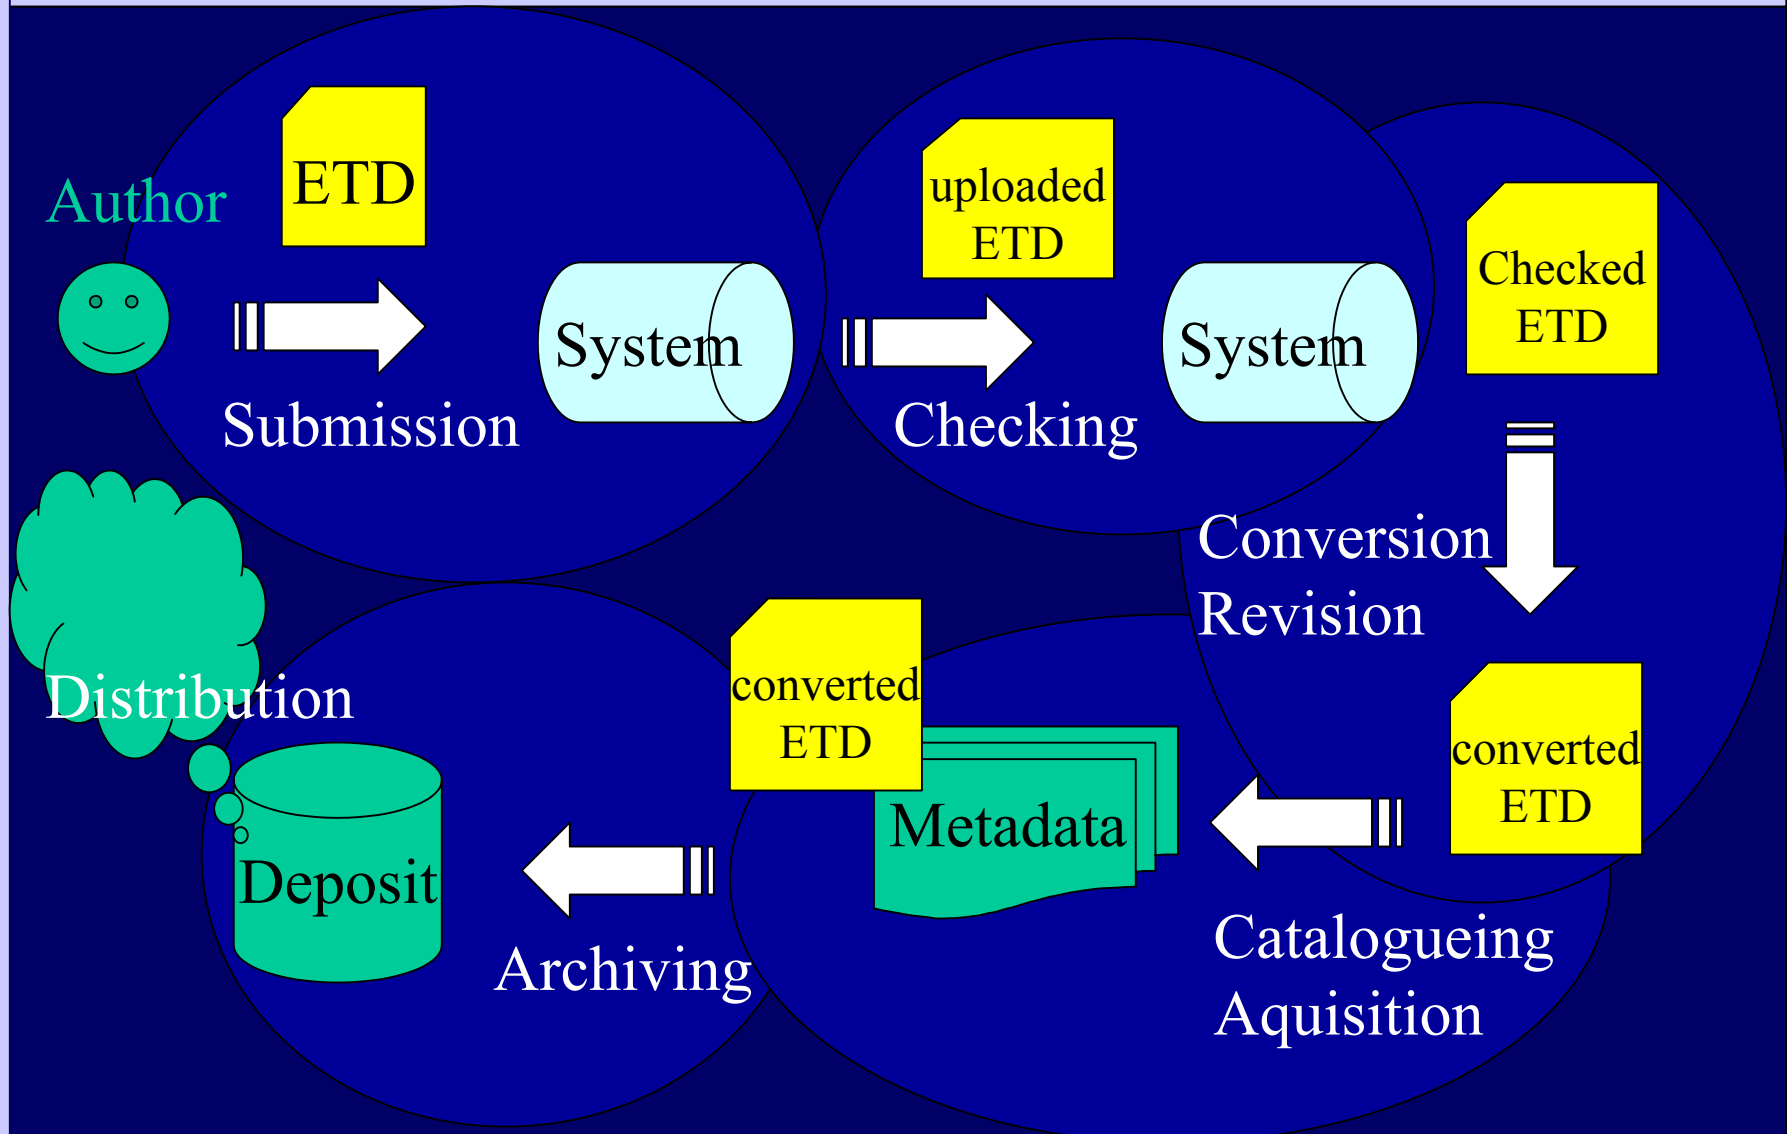 Author
ETD
System
Submission
uploaded
ETD
System
Checking
Checked
ETD
Conversion
Revision
converted
ETD
Catalogueing
Aquisition
converted
ETD
Metadata
Archiving
Deposit
Distribution